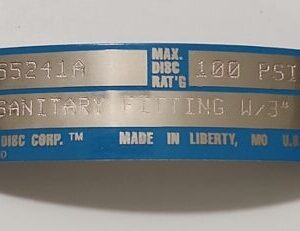 65241A MAX. DISC RAT'G 100 PSI
SANITARY FITTING W/3"
DISC CORP.™ MADE IN LIBERTY, MO U.S